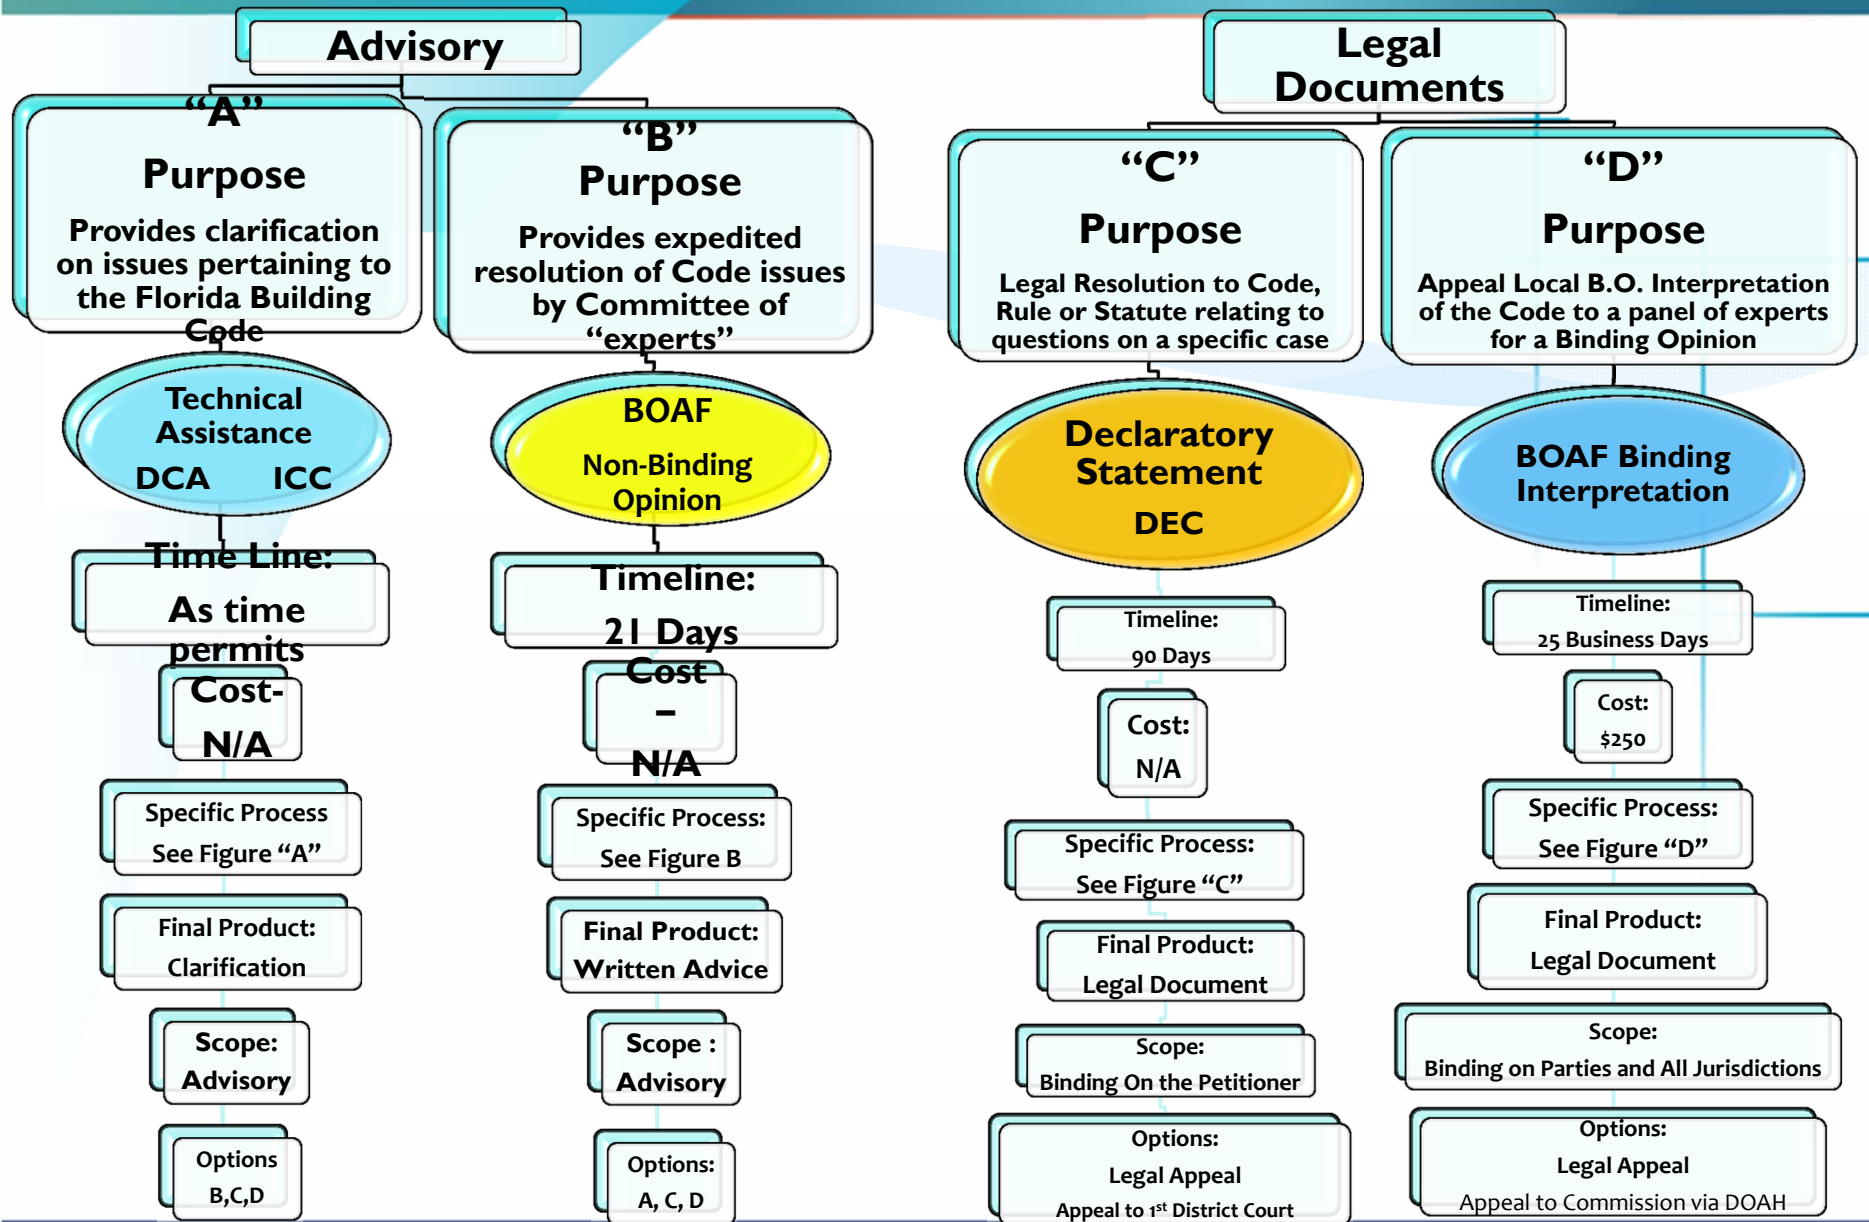 Advisory
"A"
Purpose
Provides clarification
on issues pertaining to
the Florida Building
Code
Technical
Assistance
DCA ICC
Time Line:
As time
permits
Cost-
N/A
Specific Process
See Figure “A”
Final Product:
Clarification
Scope:
Advisory
Options
B,C,D
“B”
Purpose
Provides expedited
resolution of Code issues
by Committee of
“experts”
BOAF
Non-Binding
Opinion
Timeline:
21 Days
Cost
–
N/A
Specific Process:
See Figure B
Final Product:
Written Advice
Scope :
Advisory
Options:
A, C, D
Legal
Documents
“C”
Purpose
Legal Resolution to Code,
Rule or Statute relating to
questions on a specific case
Declaratory
Statement
DEC
Timeline:
90 Days
Cost:
N/A
Specific Process:
See Figure “C”
Final Product:
Legal Document
Scope:
Binding On the Petitioner
Options:
Legal Appeal
Appeal to 1st District Court
“D”
Purpose
Appeal Local B.O. Interpretation
of the Code to a panel of experts
for a Binding Opinion
BOAF Binding
Interpretation
Timeline:
25 Business Days
Cost:
$250
Specific Process:
See Figure “D”
Final Product:
Legal Document
Scope:
Binding on Parties and All Jurisdictions
Options:
Legal Appeal
Appeal to Commission via DOAH